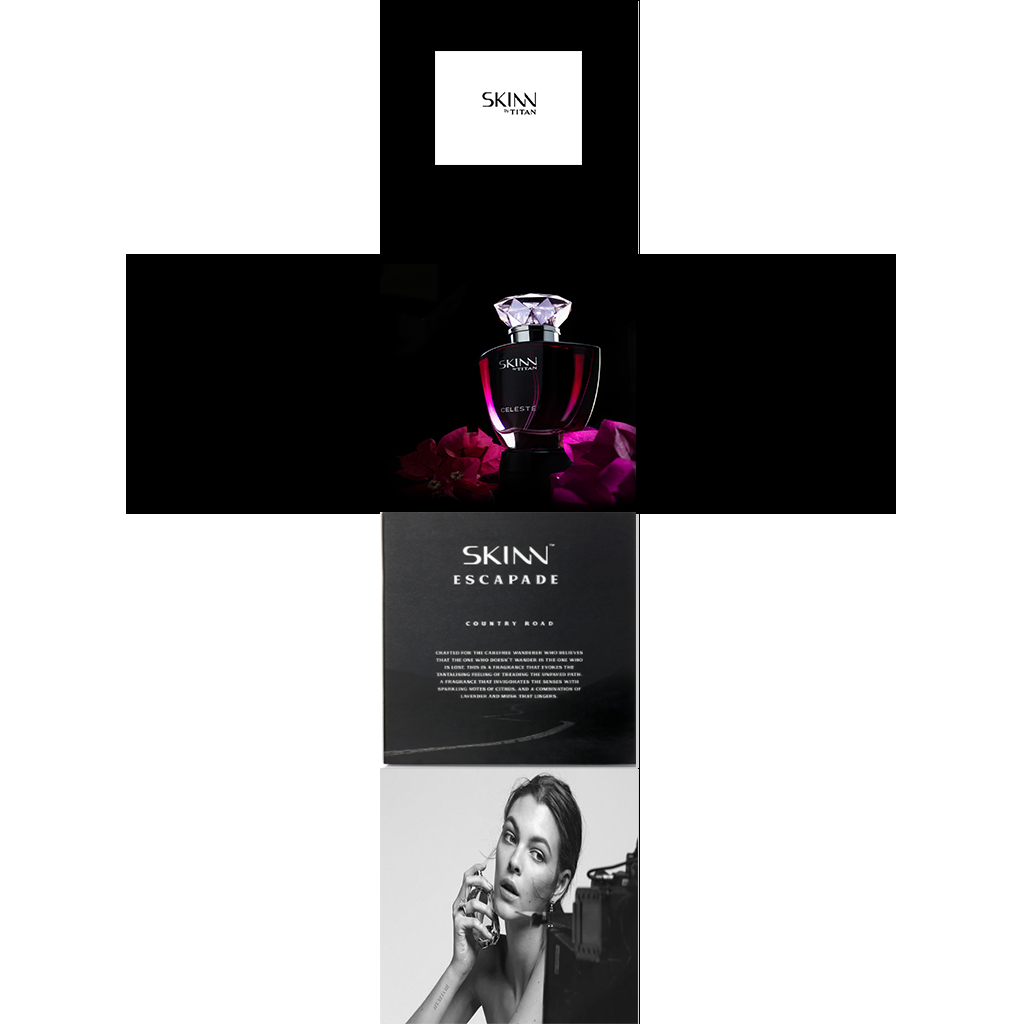 SKINN
By TITAN
SKINN
By TITAN
CELESTE
SKINN™
ESCAPADE
COUNTRY ROAD
CRAFTED FOR THE CAREFREE WANDERER WHO BELIEVES
THAT THE ONE WHO DOESN'T WANDER IS THE ONE WHO
IS LOST. THIS IS A FRAGRANCE THAT EVOKES THE
TANTALISING FEELING OF TREADING THE UNPAVED PATH.
A FRAGRANCE THAT INVIGORATES THE SENSES WITH
SPARKLING NOTES OF CITRUS, AND A COMBINATION OF
LAVENDER AND MUSK THAT LINGERS.